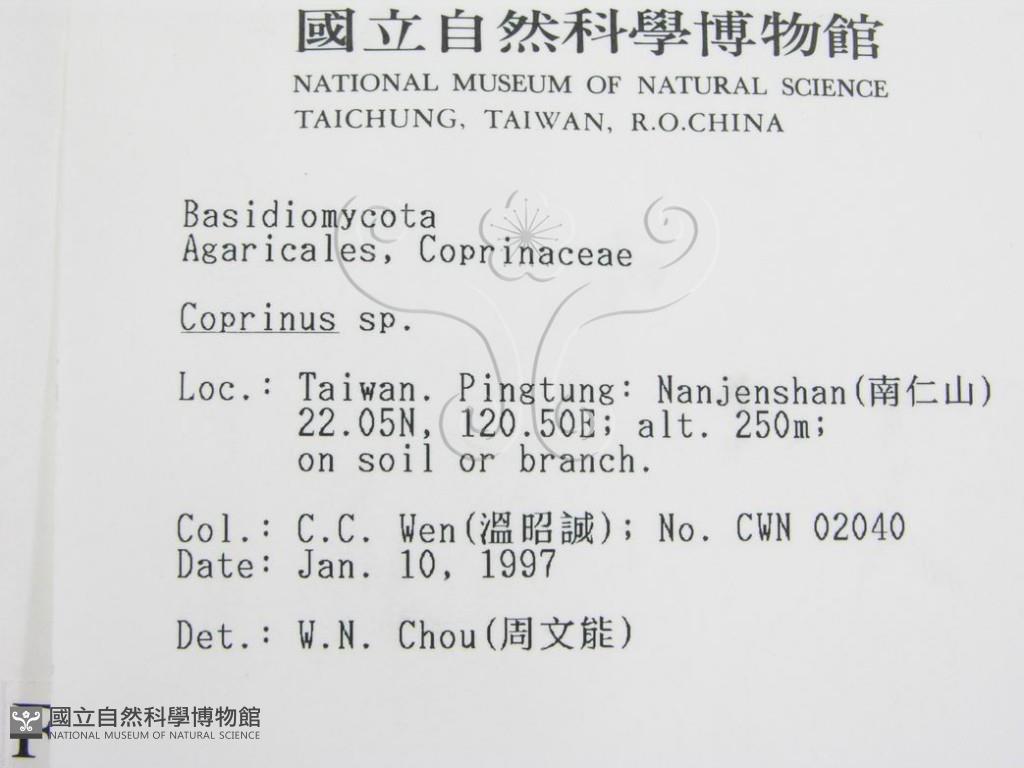 國立自然科學博物館
NATIONAL MUSEUM OF NATURAL SCIENCE
TAICHUNG, TAIWAN, R.O.CHINA
Basidiomycota
Agaricales, Coprinaceae
Coprinus sp.
Loc.: Taiwan. Pingtung: Nanjenshan(南仁山)
22.05N, 120.50E; alt. 250m;
on soil or branch.
Col.: C.C. Wen(溫昭誠); No. CWN 02040
Date: Jan. 10, 1997
Det.: W.N. Chou(周文能)
國立自然科學博物館
NATIONAL MUSEUM OF NATURAL SCIENCE